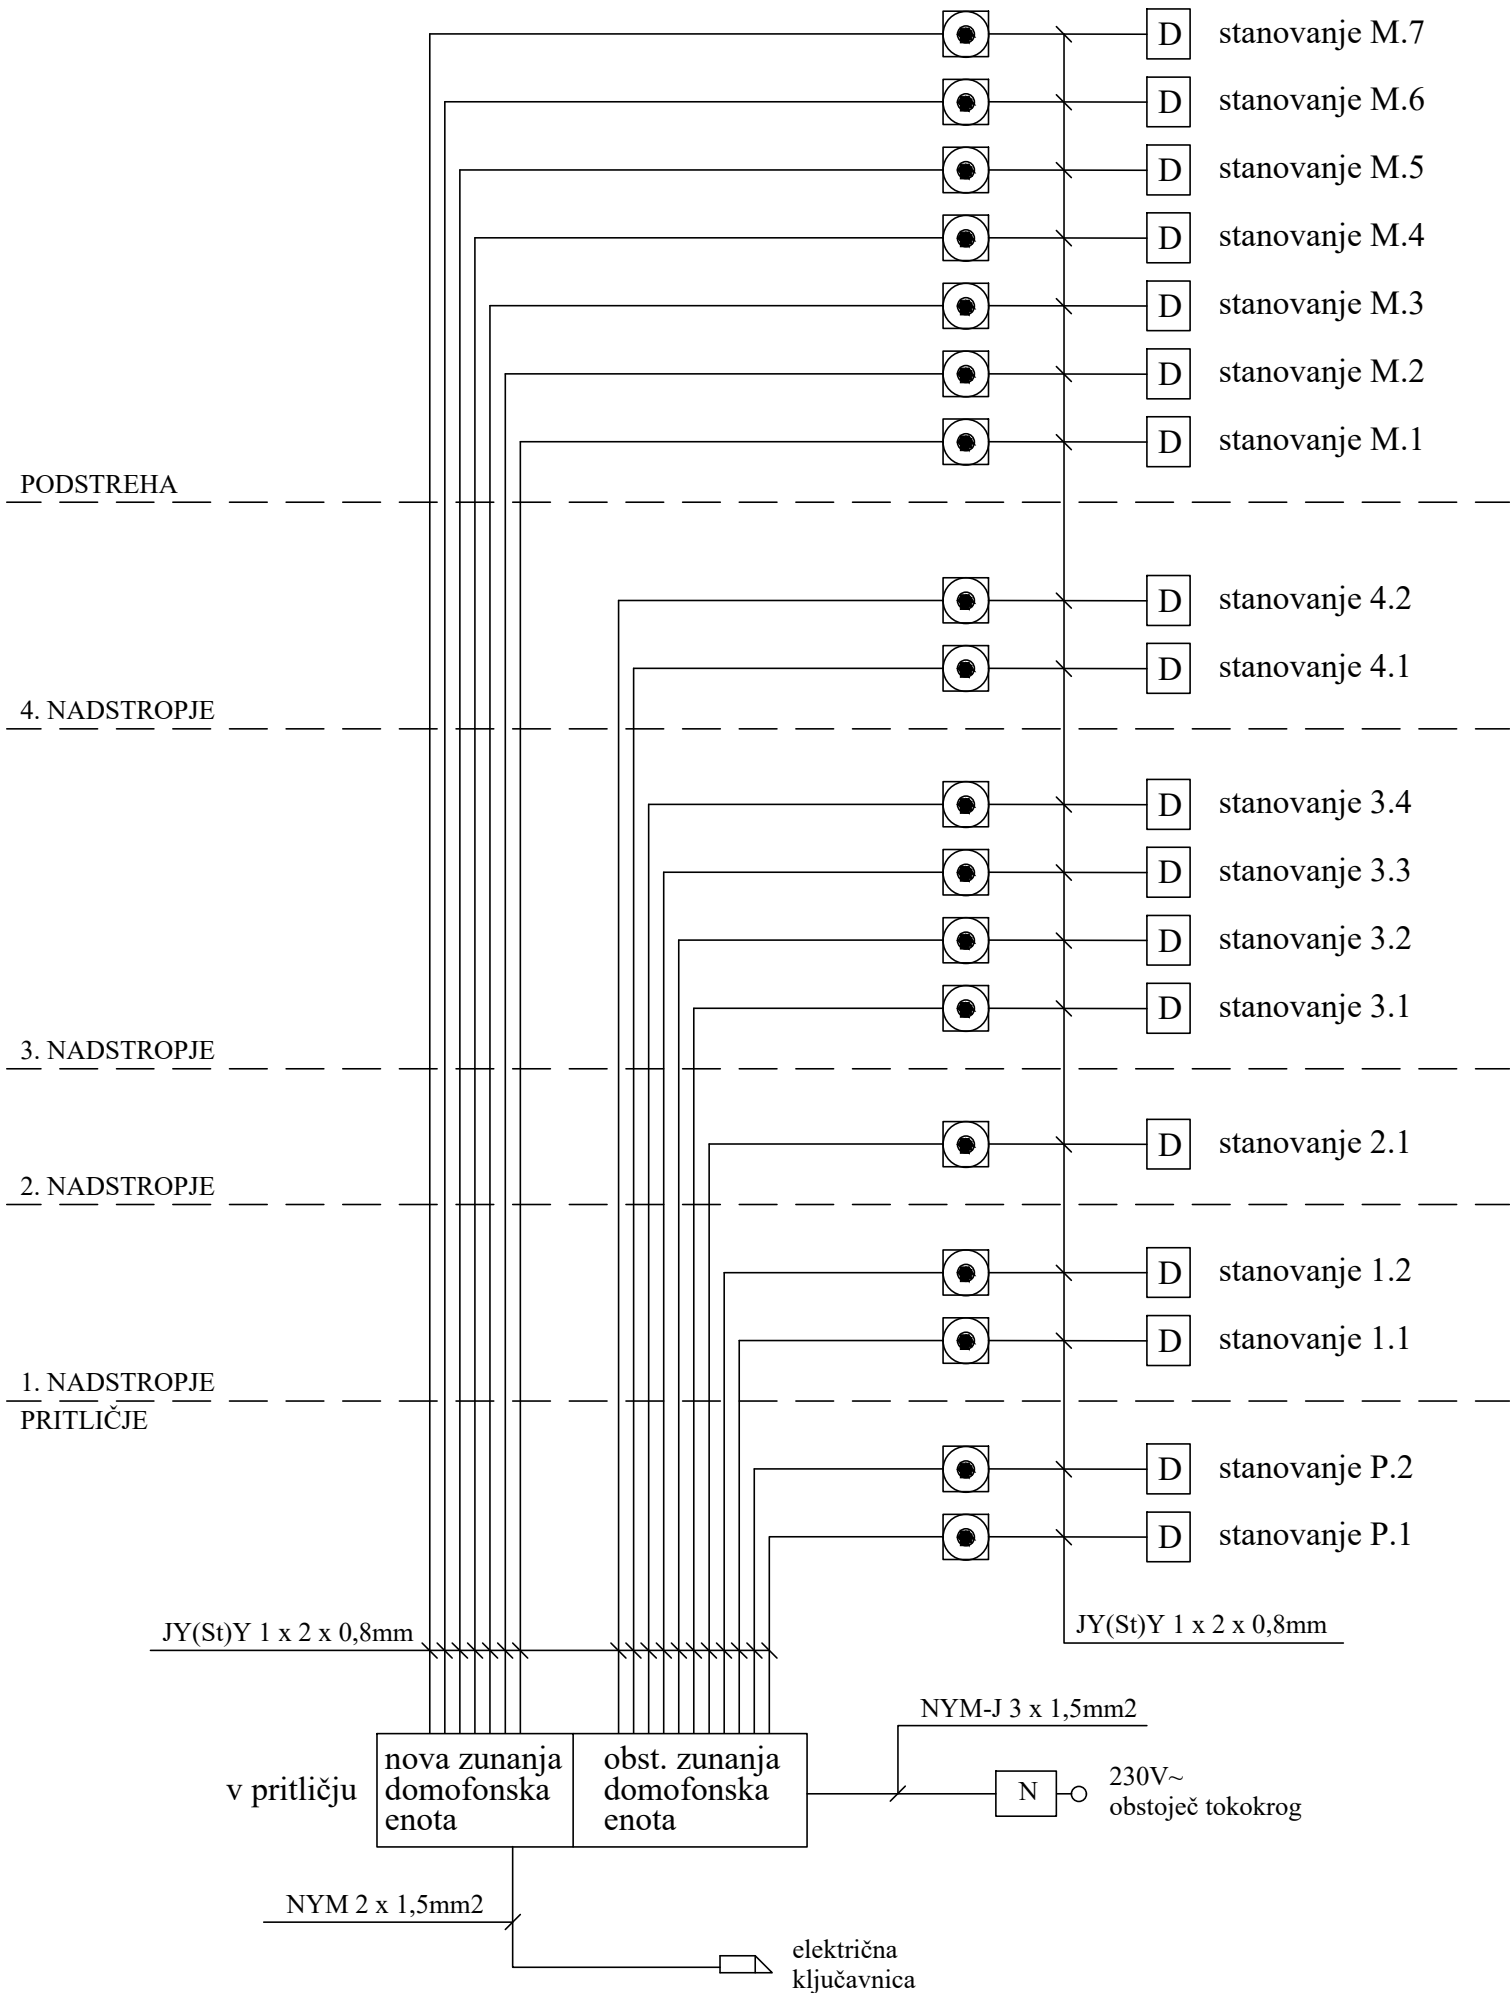 D stanovanje M.7
D stanovanje M.6
D stanovanje M.5
D stanovanje M.4
D stanovanje M.3
D stanovanje M.2
D stanovanje M.1
PODSTREHA
D stanovanje 4.2
D stanovanje 4.1
4. NADSTROPJE
D stanovanje 3.4
D stanovanje 3.3
D stanovanje 3.2
D stanovanje 3.1
3. NADSTROPJE
D stanovanje 2.1
2. NADSTROPJE
D stanovanje 1.2
D stanovanje 1.1
1. NADSTROPJE
PRITLIČJE
D stanovanje P.2
D stanovanje P.1
JY(St)Y 1 x 2 x 0,8mm
JY(St)Y 1 x 2 x 0,8mm
NYM-J 3 x 1,5mm2
v pritličju
nova zunanja
domofonska
enota
obst. zunanja
domofonska
enota
N
230V~
obstoječ tokokrog
NYM 2 x 1,5mm2
električna
ključavnica